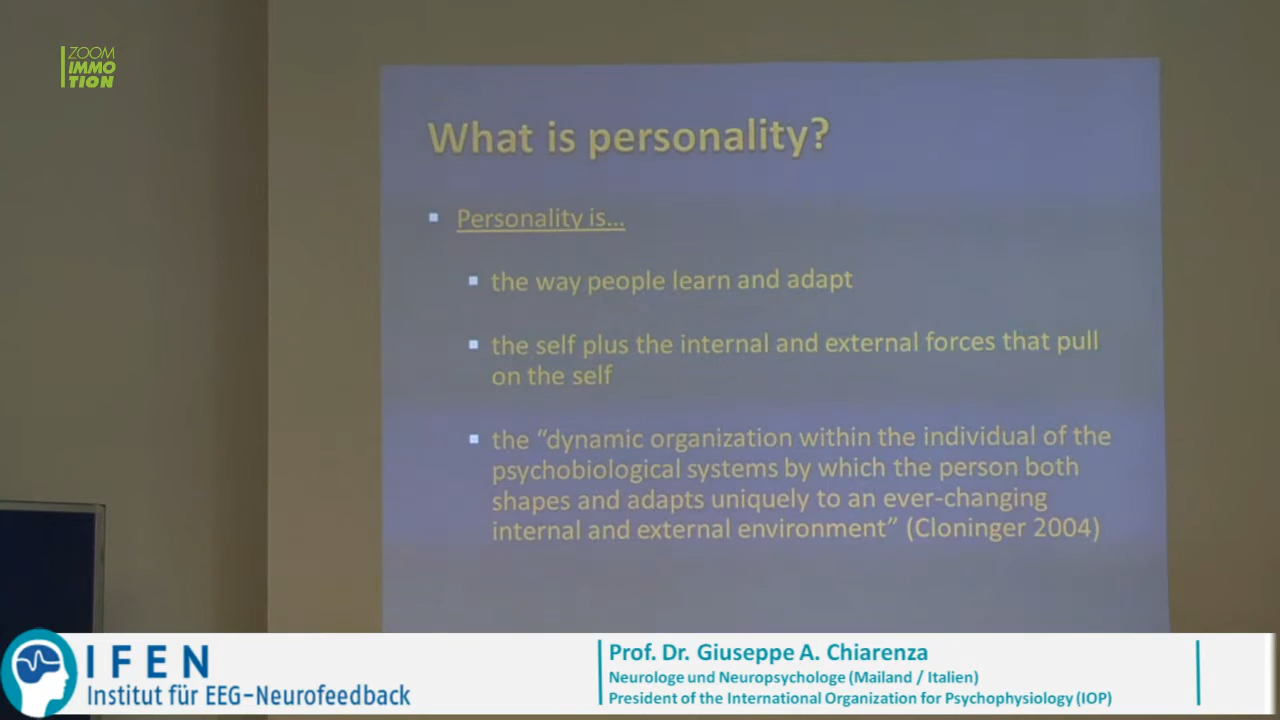 ZOOM
IMMO
TION
What is personality?
Personality is...
the way people learn and adapt
the self plus the internal and external forces that pull
on the self
the “dynamic organization within the individual of the
psychobiological systems by which the person both
shapes and adapts uniquely to an ever-changing
internal and external environment” (Cloninger 2004)
IFEN
Institut für EEG-Neurofeedback
Prof. Dr. Giuseppe A. Chiarenza
Neurologe und Neuropsychologe (Mailand / Italien)
President of the International Organization for Psychophysiology (IOP)